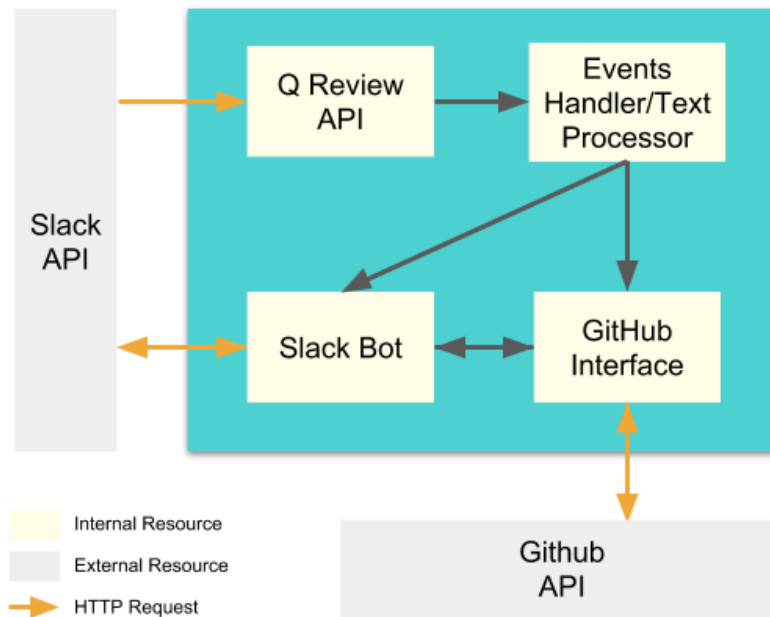 Q Review
API
Events
Handler/Text
Processor
Slack
API
Slack Bot
GitHub
Interface
Internal Resource
External Resource
HTTP Request
Github
API